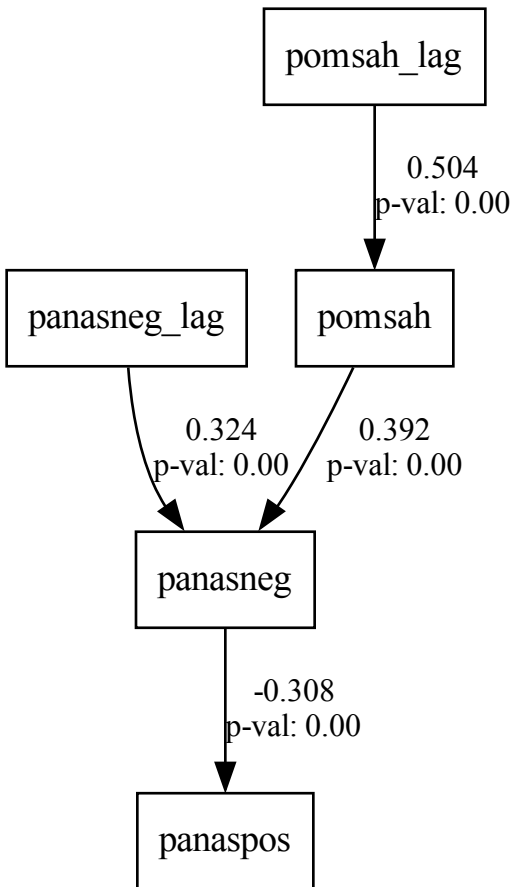 pomsah_lag
0.504
p-val: 0.00
panasneg_lag
pomsah
0.324
p-val: 0.00
0.392
p-val: 0.00
panasneg
-0.308
p-val: 0.00
panaspos